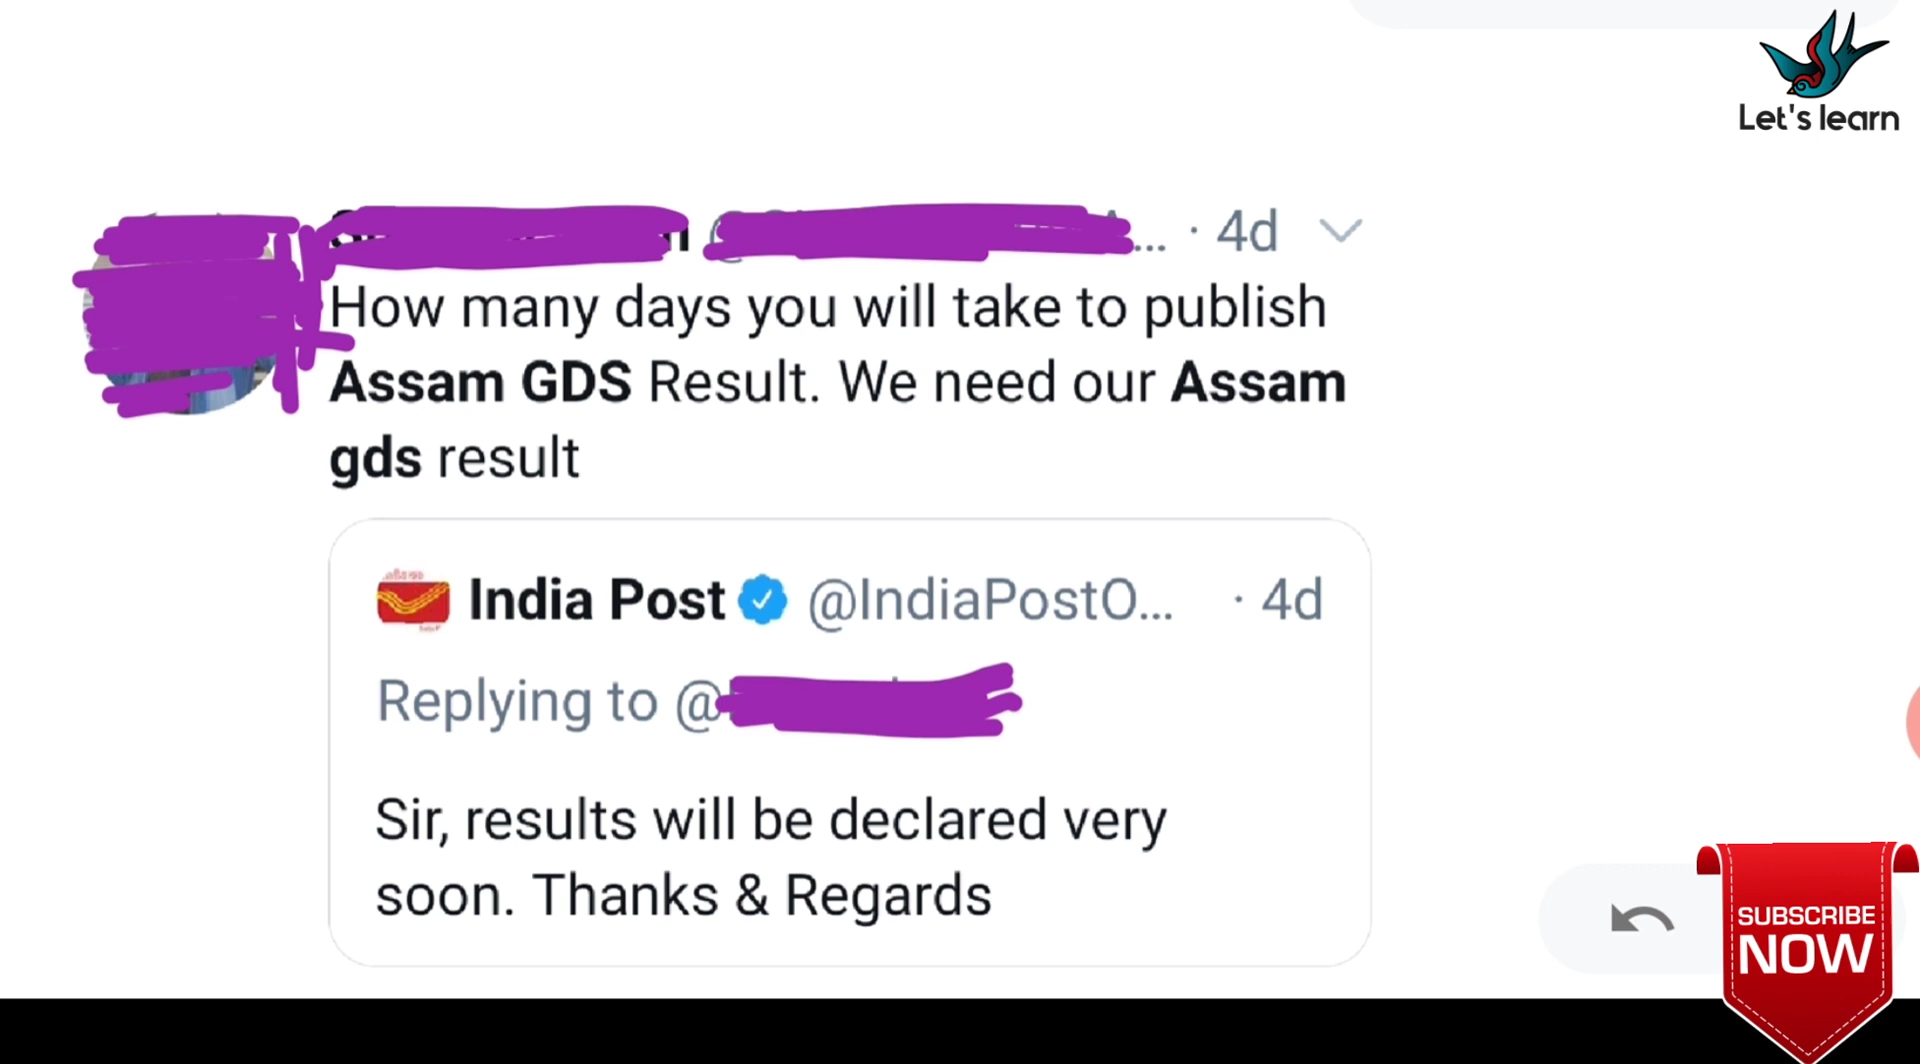 Let's learn
... · 4d
How many days you will take to publish
Assam GDS Result. We need our Assam
gds result
India Post @IndiaPostO... · 4d
Replying to @
Sir, results will be declared very
soon. Thanks & Regards
SUBSCRIBE
NOW